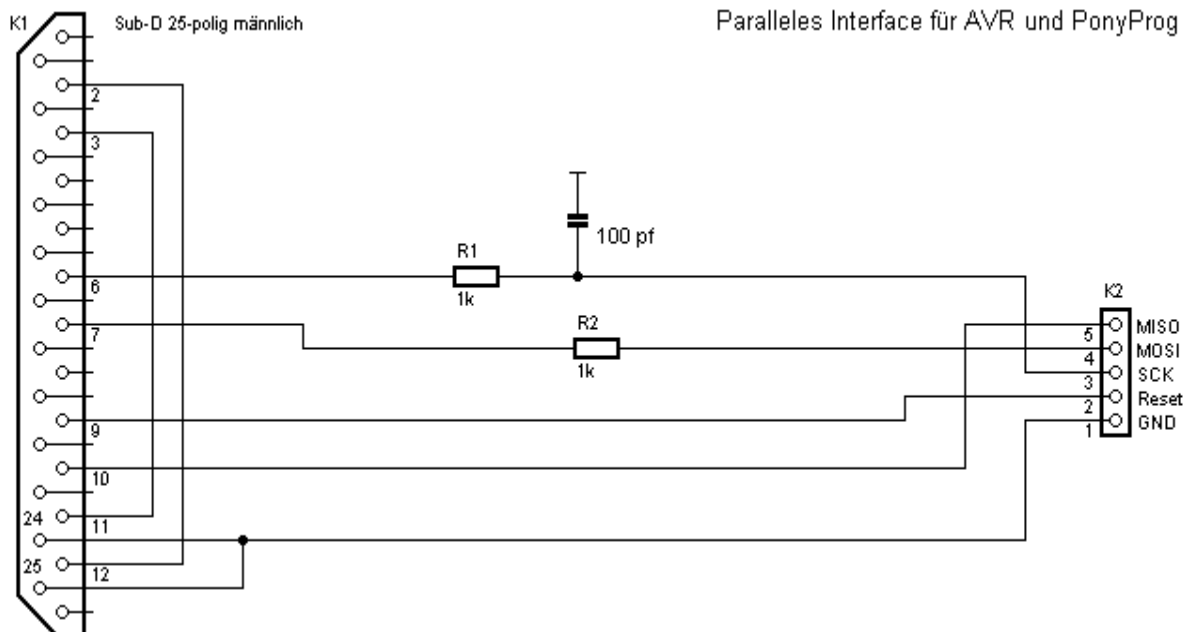 K1
Sub-D 25-polig männlich
Paralleles Interface für AVR und PonyProg
2
3
100 pf
R1
1k
6
K2
R2
1k
7
5
MISO
4
MOSI
3
SCK
2
Reset
1
GND
9
10
24
11
25
12